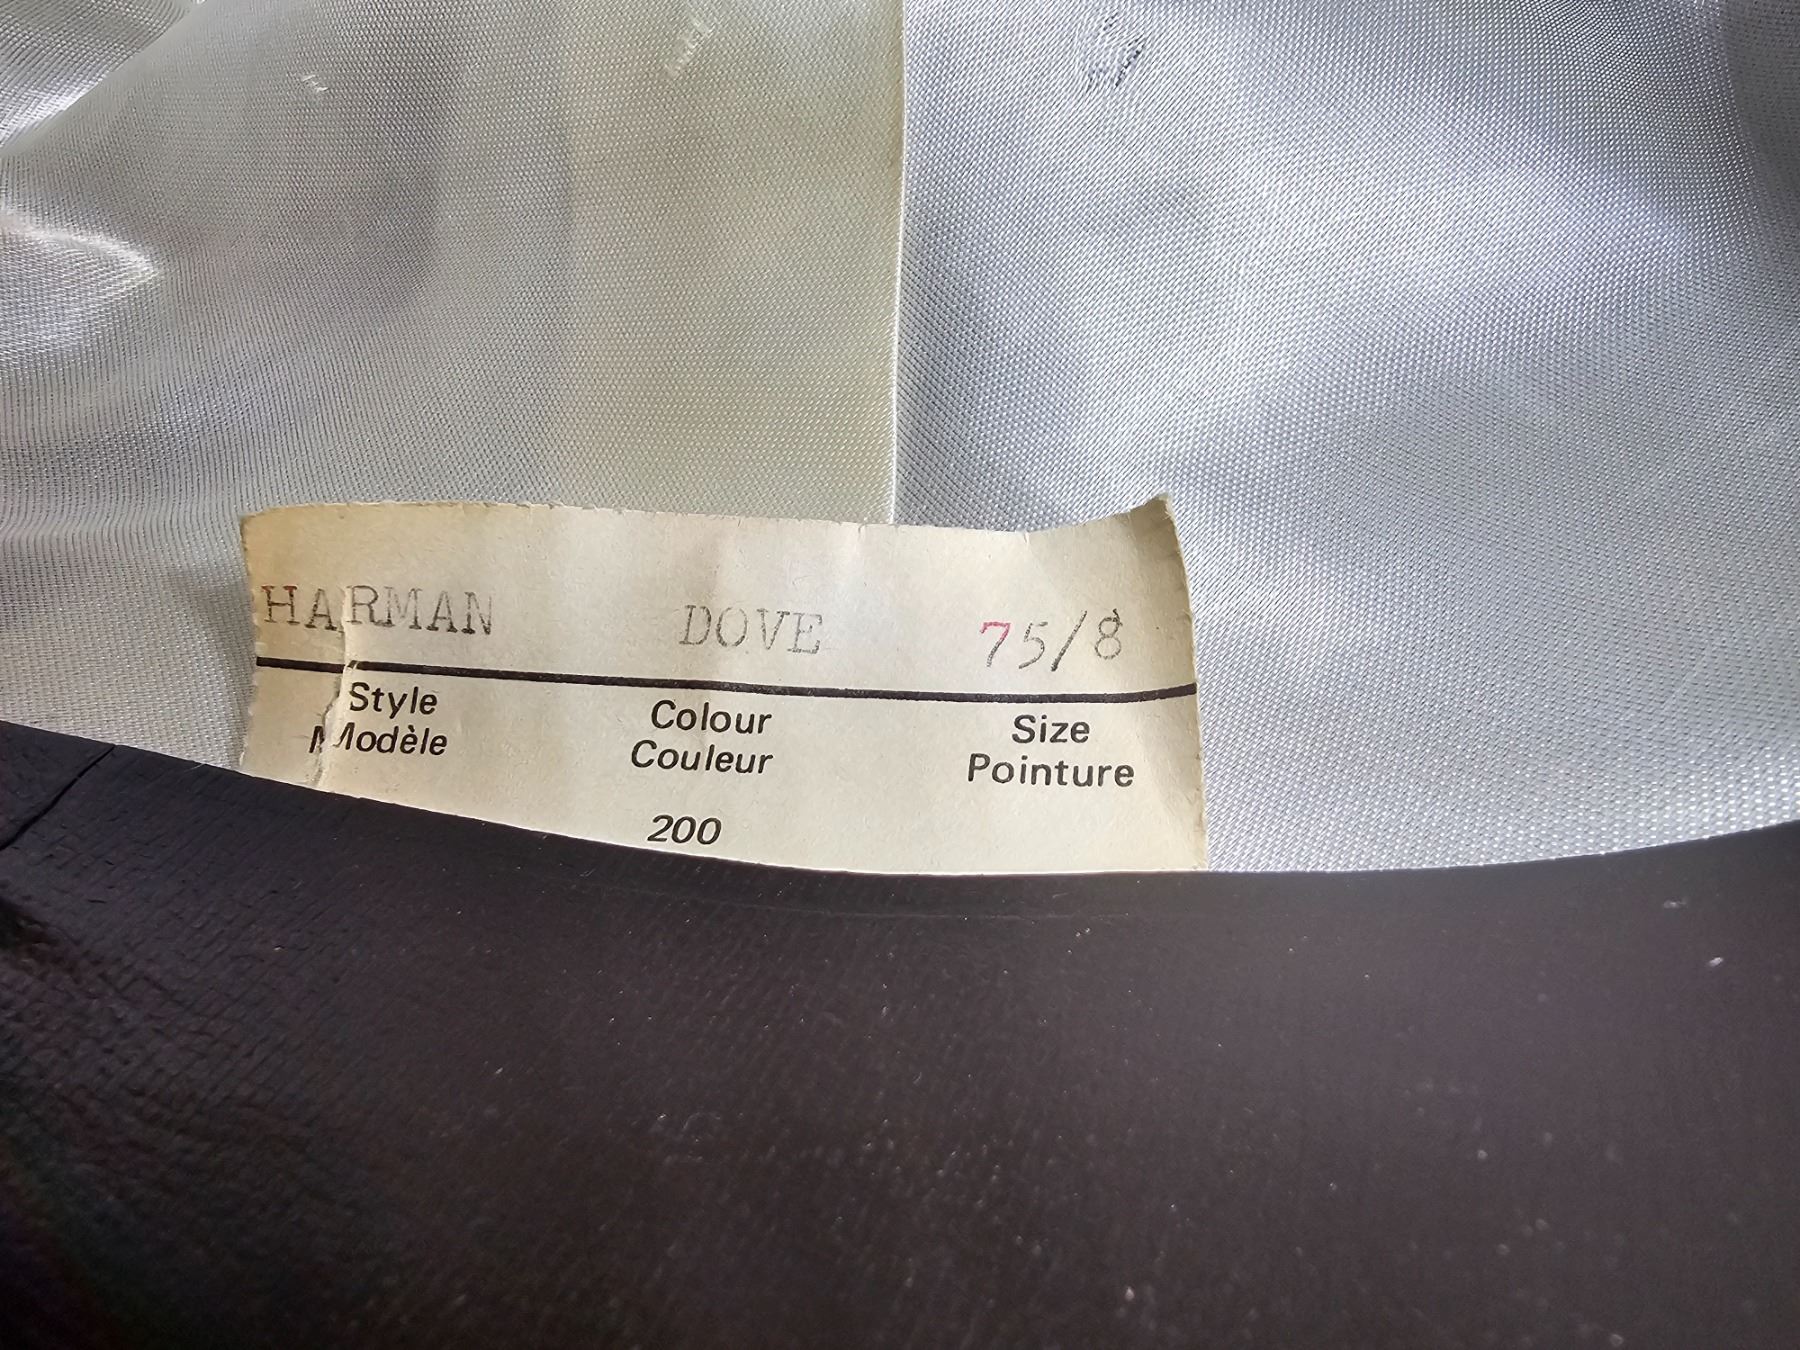 HARMAN DOVE 75/8
Style Colour Size
Modèle Couleur Pointure
200